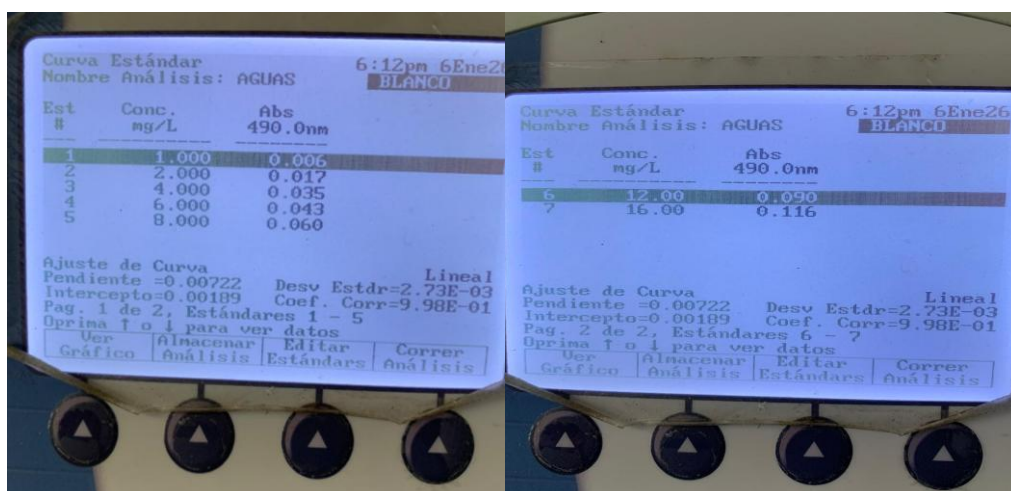 Curva Estándar 6:12pm 6Ene26
Nombre Análisis: AGUAS BLANCO
Est Conc. Abs
# mg/L 490.0nm
1 1.000 0.006
2 2.000 0.017
3 4.000 0.035
4 6.000 0.043
5 8.000 0.060
Ajuste de Curva Lineal
Pendiente =0.00722 Desv Estdr=2.73E-03
Intercepto=0.00189 Coef. Corr=9.98E-01
Pag. 1 de 2, Estándares 1 - 5
Oprima ↑ o ↓ para ver datos
Ver Almacenar Editar Correr
Gráfico Análisis Estándars Análisis
Curva Estándar 6:12pm 6Ene26
Nombre Análisis: AGUAS BLANCO
Est Conc. Abs
# mg/L 490.0nm
6 12.00 0.090
7 16.00 0.116
Ajuste de Curva Lineal
Pendiente =0.00722 Desv Estdr=2.73E-03
Intercepto=0.00189 Coef. Corr=9.98E-01
Pag. 2 de 2, Estándares 6 - 7
Oprima ↑ o ↓ para ver datos
Ver Almacenar Editar Correr
Gráfico Análisis Estándars Análisis